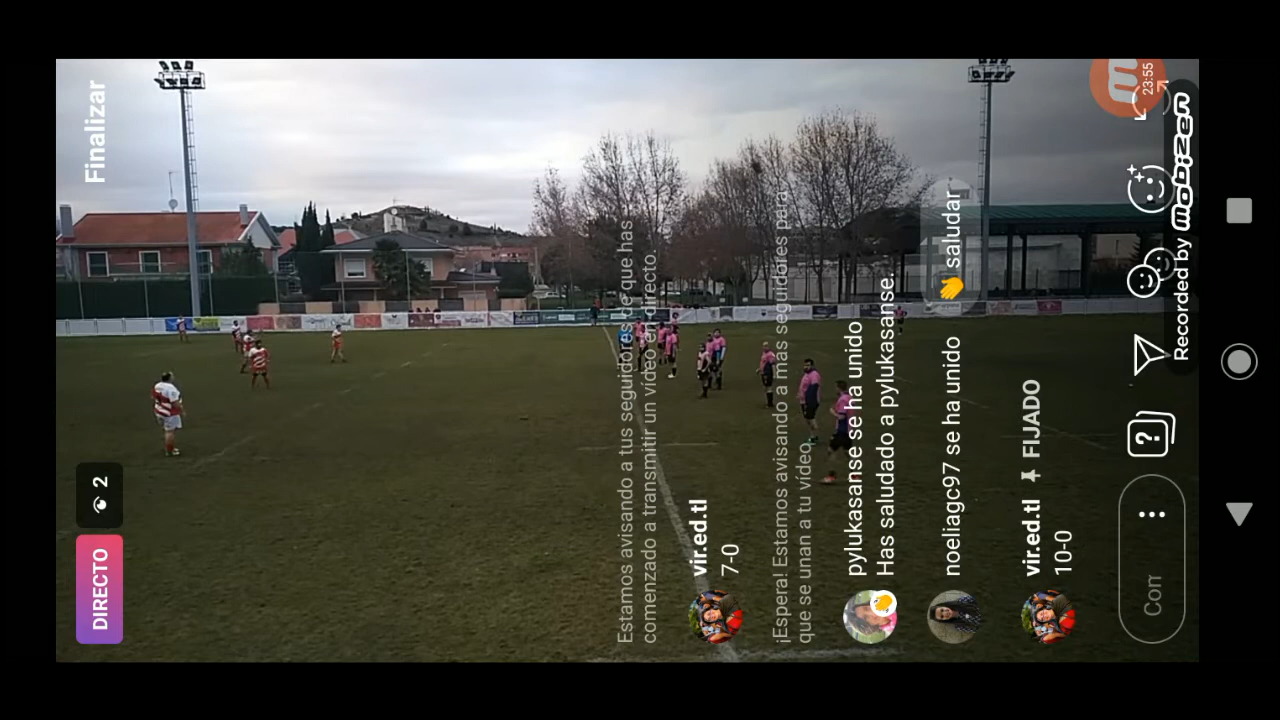 Finalizar
DIRECTO
2
Estamos avisando a tus seguidores de que has
comenzado a transmitir un vídeo en directo.
vir.ed.tl
7-0
¡Espera! Estamos avisando a más seguidores para
que se unan a tu vídeo.
pylukasanse se ha unido
Has saludado a pylukasanse.
noeliagc97 se ha unido
👋 saludar
vir.ed.tl
FIJADO
10-0
Com
?
23:55
Recorded by MOBIZEN